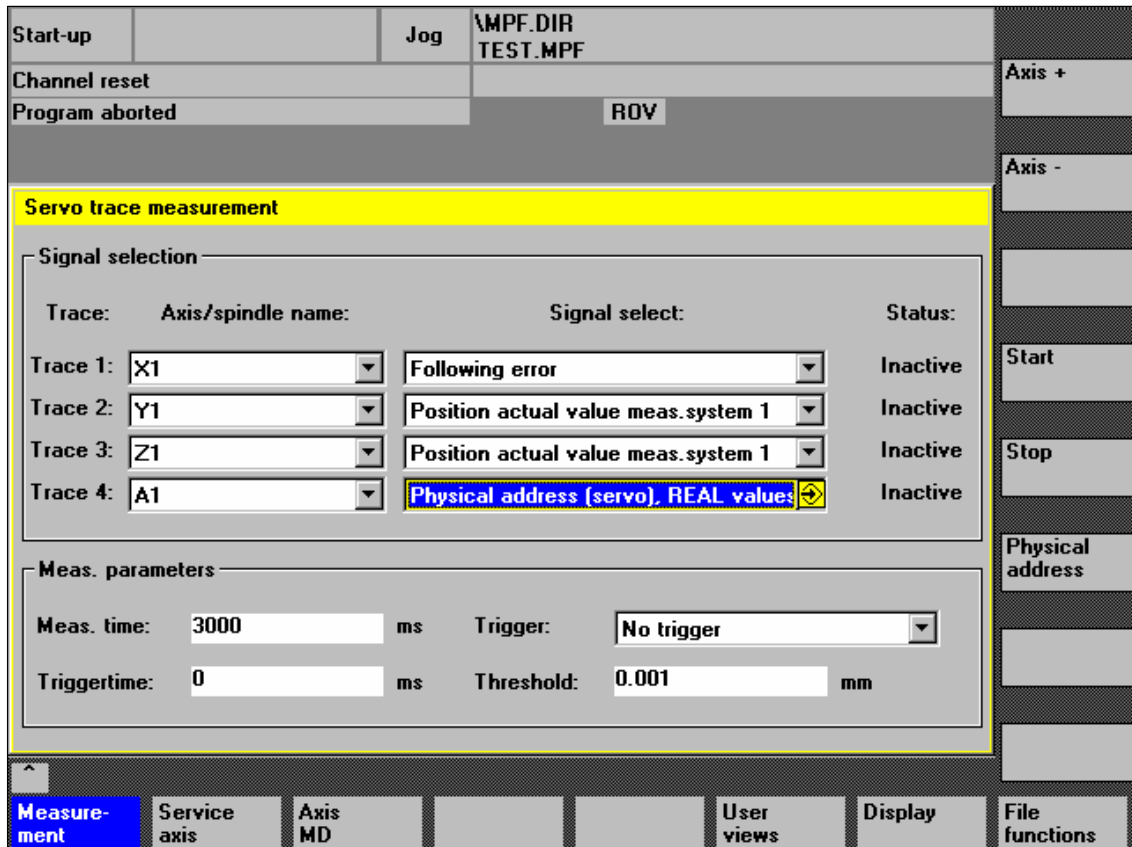 Start-up Jog \MPF.DIR
TEST.MPF
Channel reset
Program aborted ROV
Axis +
Axis -
Start
Stop
Physical
address
Servo trace measurement
Signal selection
Trace: Axis/spindle name: Signal select: Status:
Trace 1: X1 Following error Inactive
Trace 2: Y1 Position actual value meas.system 1 Inactive
Trace 3: Z1 Position actual value meas.system 1 Inactive
Trace 4: A1 Physical address (servo), REAL values Inactive
Meas. parameters
Meas. time: 3000 ms Trigger: No trigger
Triggertime: 0 ms Threshold: 0.001 mm
^
Measure-
ment
Service
axis
Axis
MD
User
views
Display
File
functions